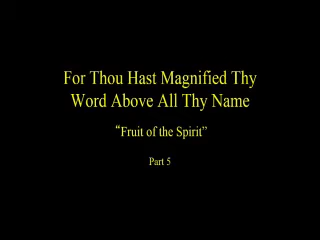 For Thou Hast Magnified Thy
Word Above All Thy Name
“Fruit of the Spirit”
Part 5